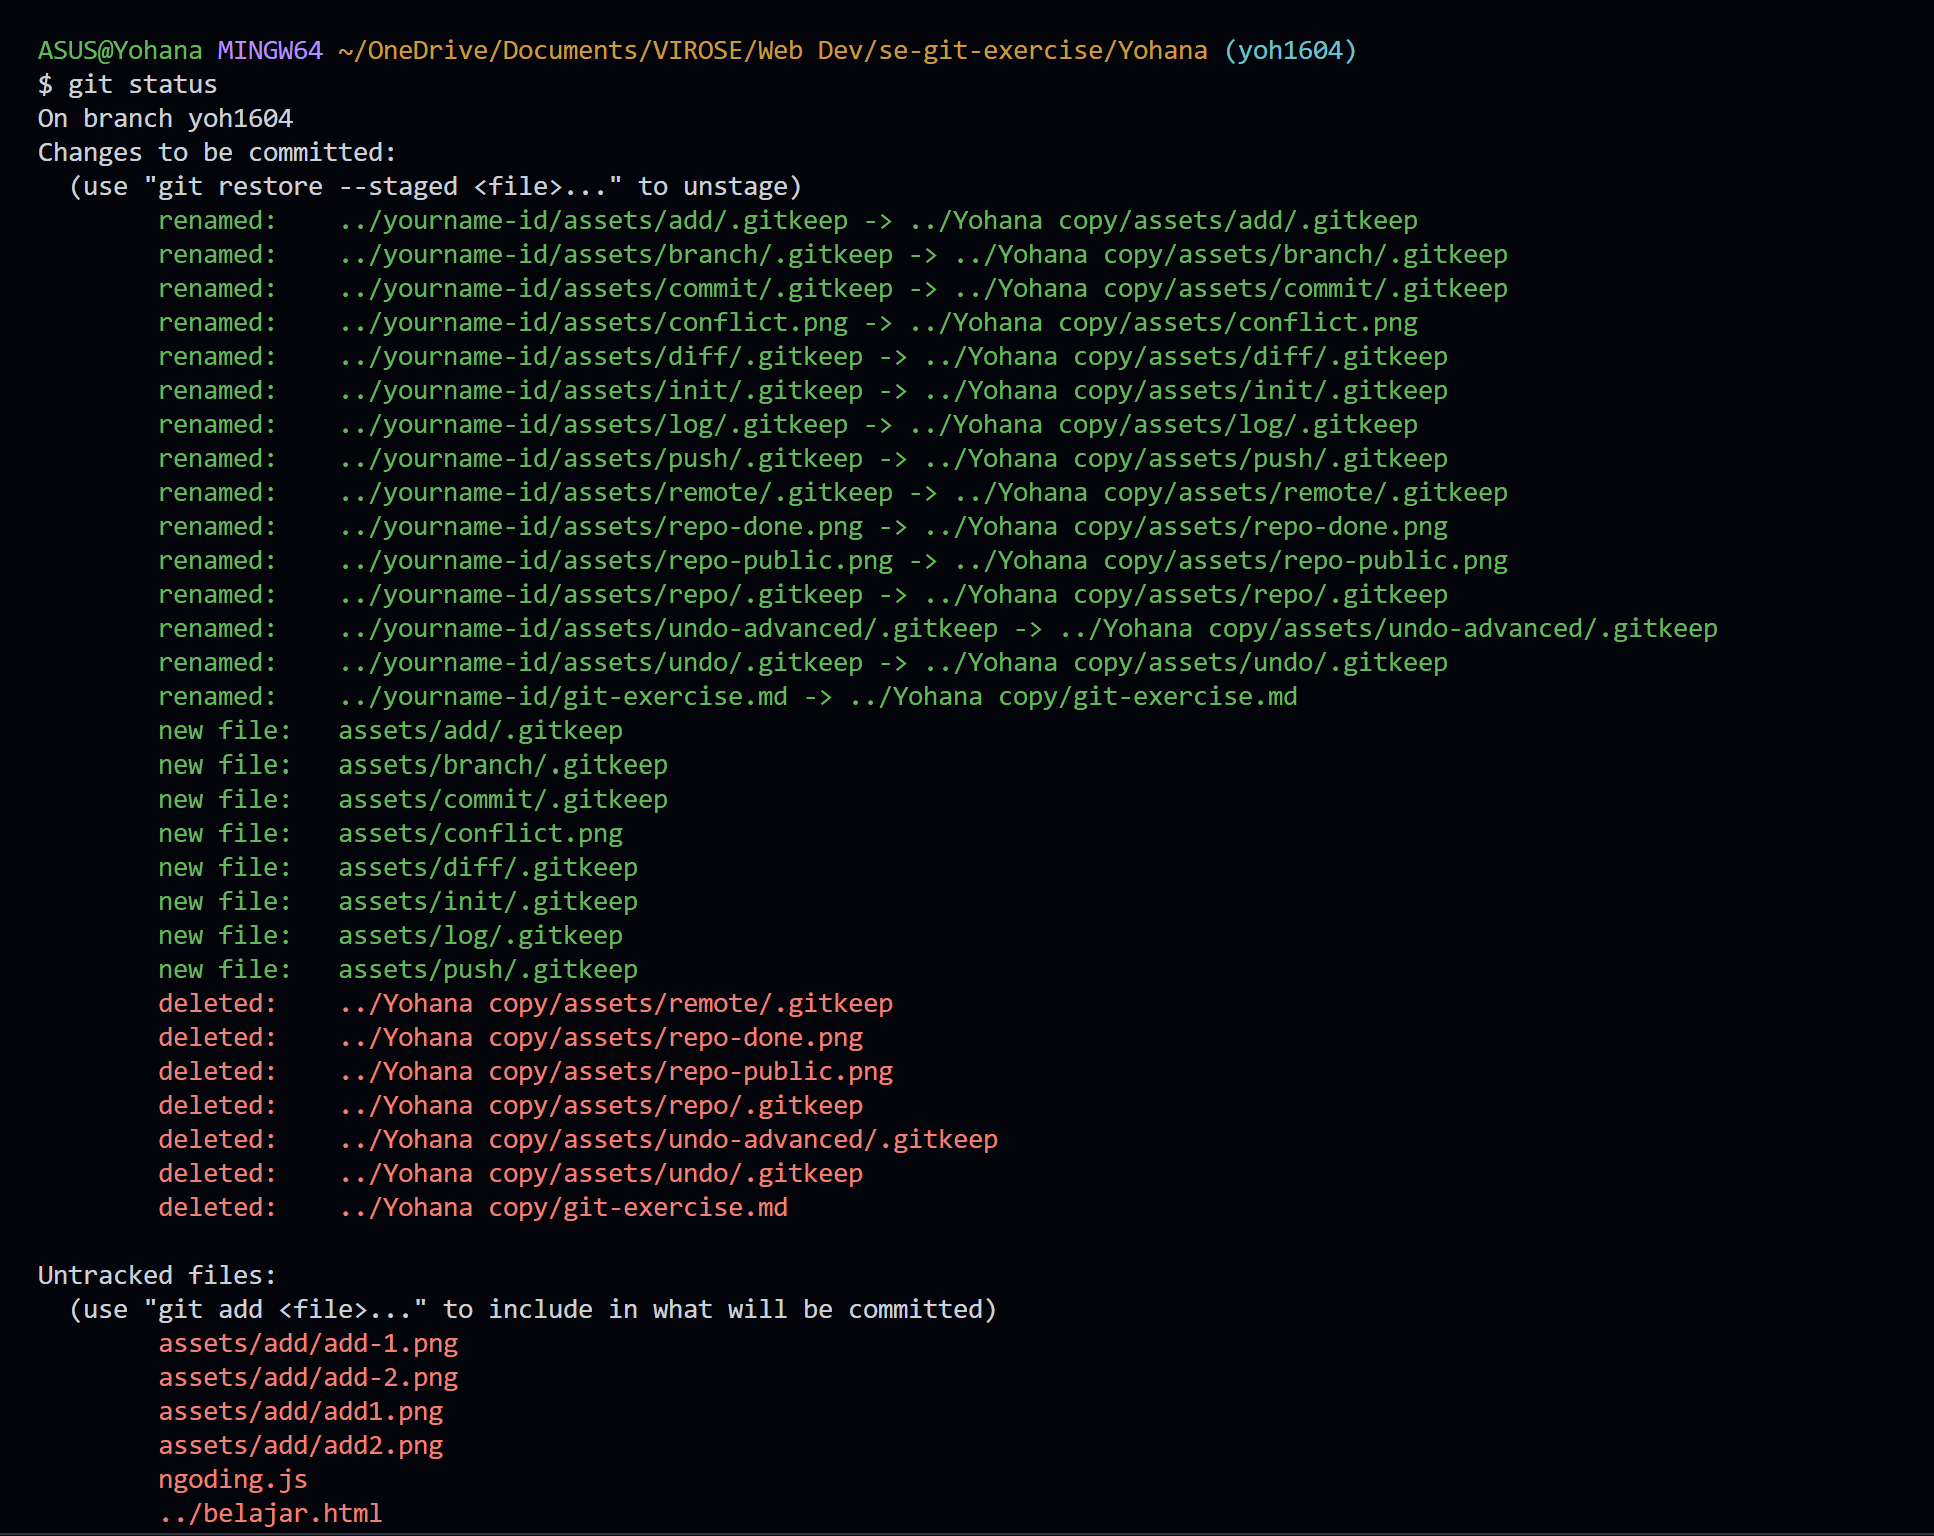 ASUS@Yohana MINGW64 ~/OneDrive/Documents/VIROSE/Web Dev/se-git-exercise/Yohana (yoh1604)
$ git status
On branch yoh1604
Changes to be committed:
  (use "git restore --staged <file>..." to unstage)
        renamed:    ../yourname-id/assets/add/.gitkeep -> ../Yohana copy/assets/add/.gitkeep
        renamed:    ../yourname-id/assets/branch/.gitkeep -> ../Yohana copy/assets/branch/.gitkeep
        renamed:    ../yourname-id/assets/commit/.gitkeep -> ../Yohana copy/assets/commit/.gitkeep
        renamed:    ../yourname-id/assets/conflict.png -> ../Yohana copy/assets/conflict.png
        renamed:    ../yourname-id/assets/diff/.gitkeep -> ../Yohana copy/assets/diff/.gitkeep
        renamed:    ../yourname-id/assets/init/.gitkeep -> ../Yohana copy/assets/init/.gitkeep
        renamed:    ../yourname-id/assets/log/.gitkeep -> ../Yohana copy/assets/log/.gitkeep
        renamed:    ../yourname-id/assets/push/.gitkeep -> ../Yohana copy/assets/push/.gitkeep
        renamed:    ../yourname-id/assets/remote/.gitkeep -> ../Yohana copy/assets/remote/.gitkeep
        renamed:    ../yourname-id/assets/repo-done.png -> ../Yohana copy/assets/repo-done.png
        renamed:    ../yourname-id/assets/repo-public.png -> ../Yohana copy/assets/repo-public.png
        renamed:    ../yourname-id/assets/repo/.gitkeep -> ../Yohana copy/assets/repo/.gitkeep
        renamed:    ../yourname-id/assets/undo-advanced/.gitkeep -> ../Yohana copy/assets/undo-advanced/.gitkeep
        renamed:    ../yourname-id/assets/undo/.gitkeep -> ../Yohana copy/assets/undo/.gitkeep
        renamed:    ../yourname-id/git-exercise.md -> ../Yohana copy/git-exercise.md
        new file:   assets/add/.gitkeep
        new file:   assets/branch/.gitkeep
        new file:   assets/commit/.gitkeep
        new file:   assets/conflict.png
        new file:   assets/diff/.gitkeep
        new file:   assets/init/.gitkeep
        new file:   assets/log/.gitkeep
        new file:   assets/push/.gitkeep
        deleted:    ../Yohana copy/assets/remote/.gitkeep
        deleted:    ../Yohana copy/assets/repo-done.png
        deleted:    ../Yohana copy/assets/repo-public.png
        deleted:    ../Yohana copy/assets/repo/.gitkeep
        deleted:    ../Yohana copy/assets/undo-advanced/.gitkeep
        deleted:    ../Yohana copy/assets/undo/.gitkeep
        deleted:    ../Yohana copy/git-exercise.md

Untracked files:
  (use "git add <file>..." to include in what will be committed)
        assets/add/add-1.png
        assets/add/add-2.png
        assets/add/add1.png
        assets/add/add2.png
        ngoding.js
        ../belajar.html